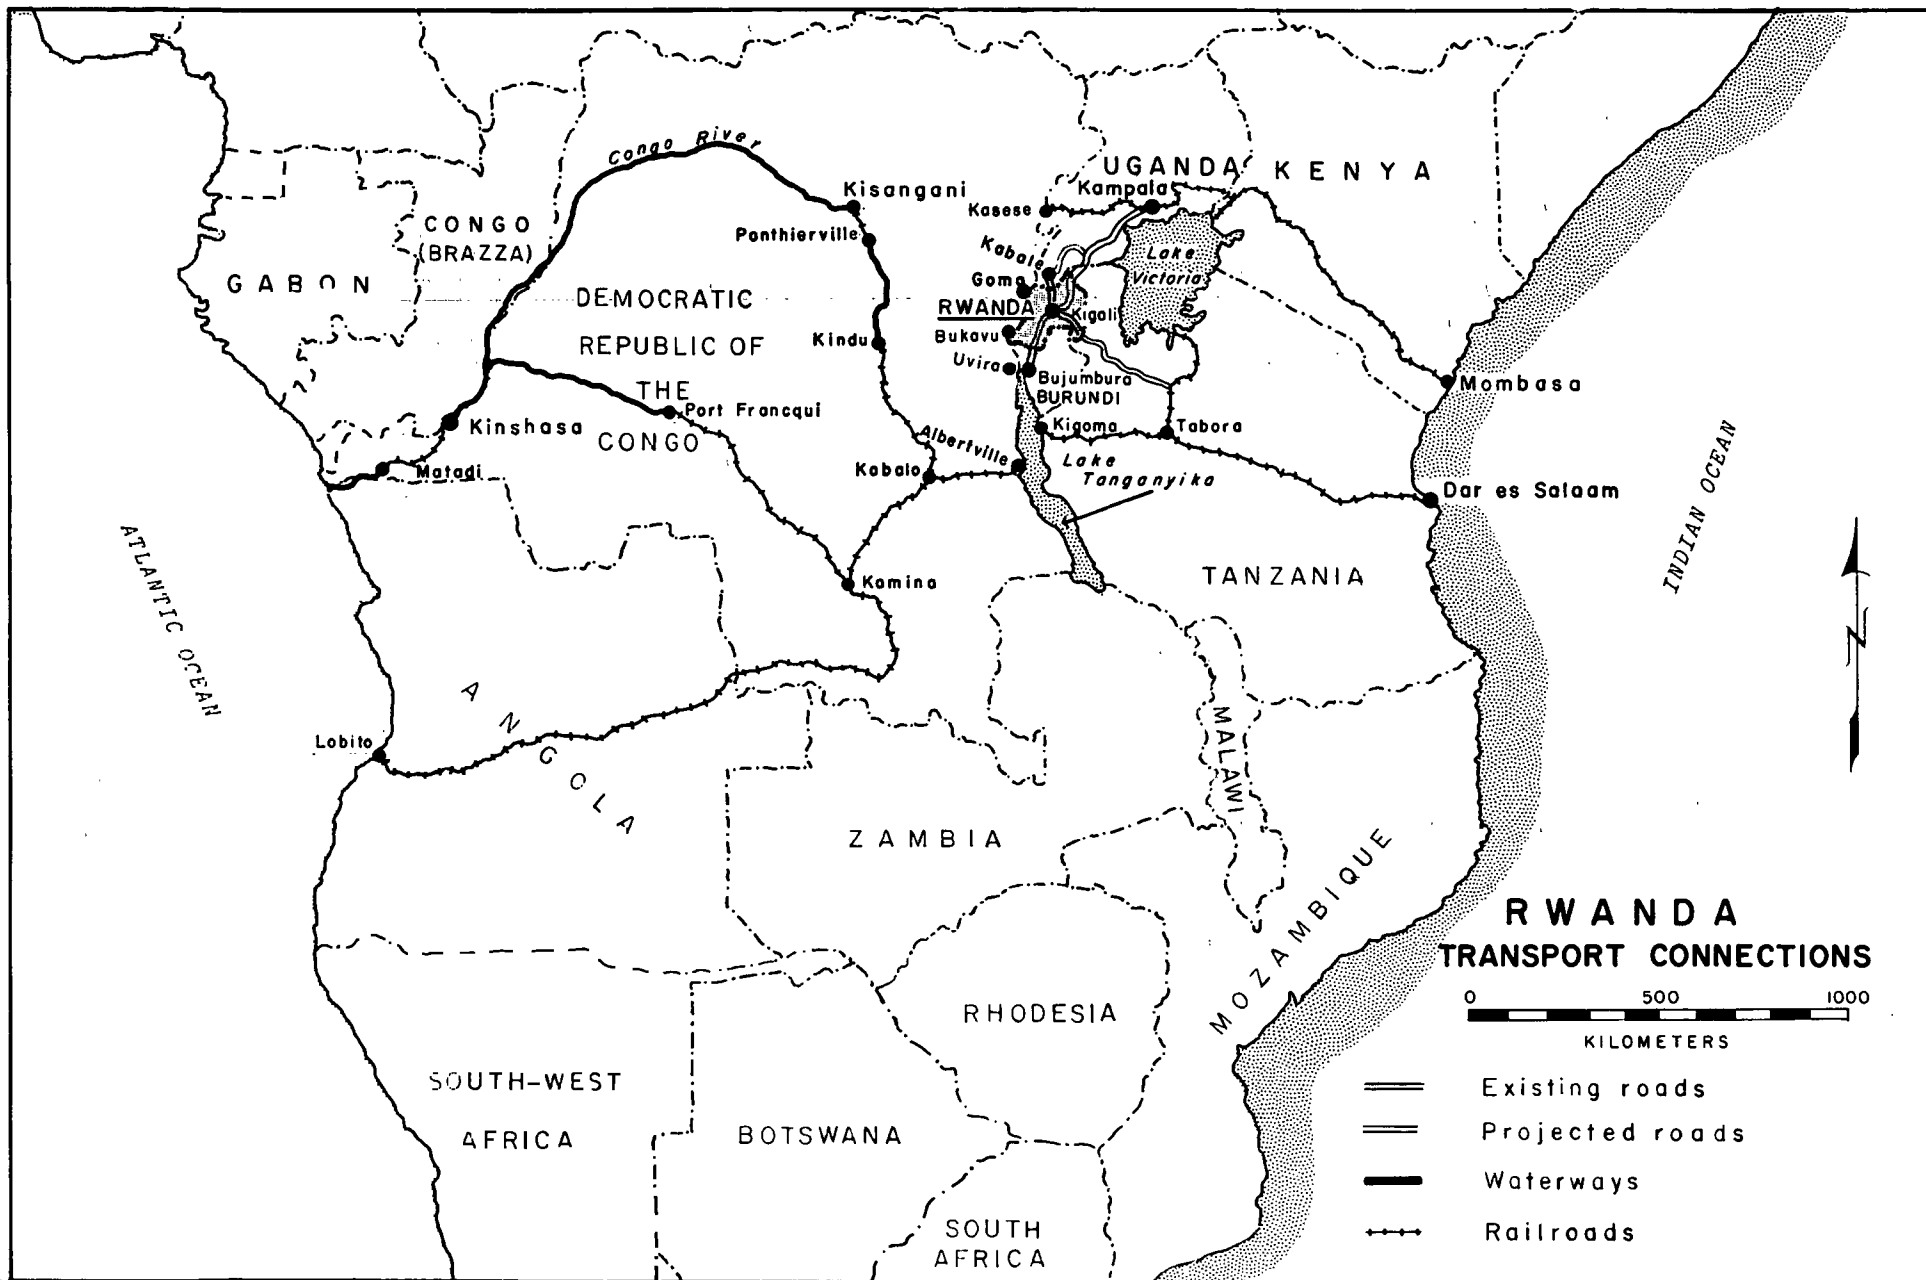 Congo River
UGANDA
KENYA
Kampala
Kisangani
Kasese
CONGO
(BRAZZA)
Ponthierville
Kabale
Lake
Victoria
GABON
Goma
DEMOCRATIC
RWANDA
Kigali
REPUBLIC OF
Kindu
Bukavu
Uvira
Bujumbura
BURUNDI
THE
Mombasa
Port Francqui
Kinshasa
CONGO
Kigoma
Tabora
Albertville
Matadi
Kabalo
Lake
Tanganyika
Dar es Salaam
INDIAN OCEAN
ATLANTIC OCEAN
Kamina
TANZANIA
Lobito
ANGOLA
MALAWI
ZAMBIA
MOZAMBIQUE
RHODESIA
SOUTH-WEST
AFRICA
BOTSWANA
SOUTH
AFRICA
N
RWANDA
TRANSPORT CONNECTIONS
0 500 1000
KILOMETERS
Existing roads
Projected roads
Waterways
Railroads